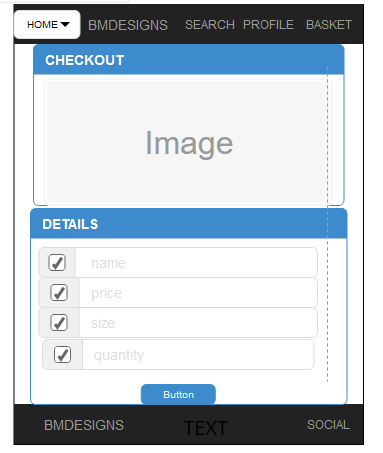 HOME BMDESIGNS SEARCH PROFILE BASKET
CHECKOUT
Image
DETAILS
name
price
size
quantity
Button
BMDESIGNS TEXT SOCIAL